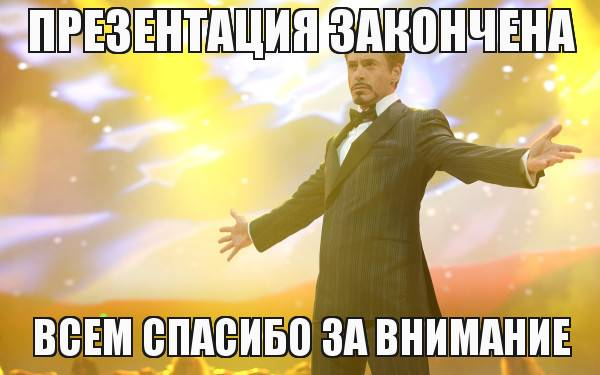 ПРЕЗЕНТАЦИЯ ЗАКОНЧЕНА
ВСЕМ СПАСИБО ЗА ВНИМАНИЕ